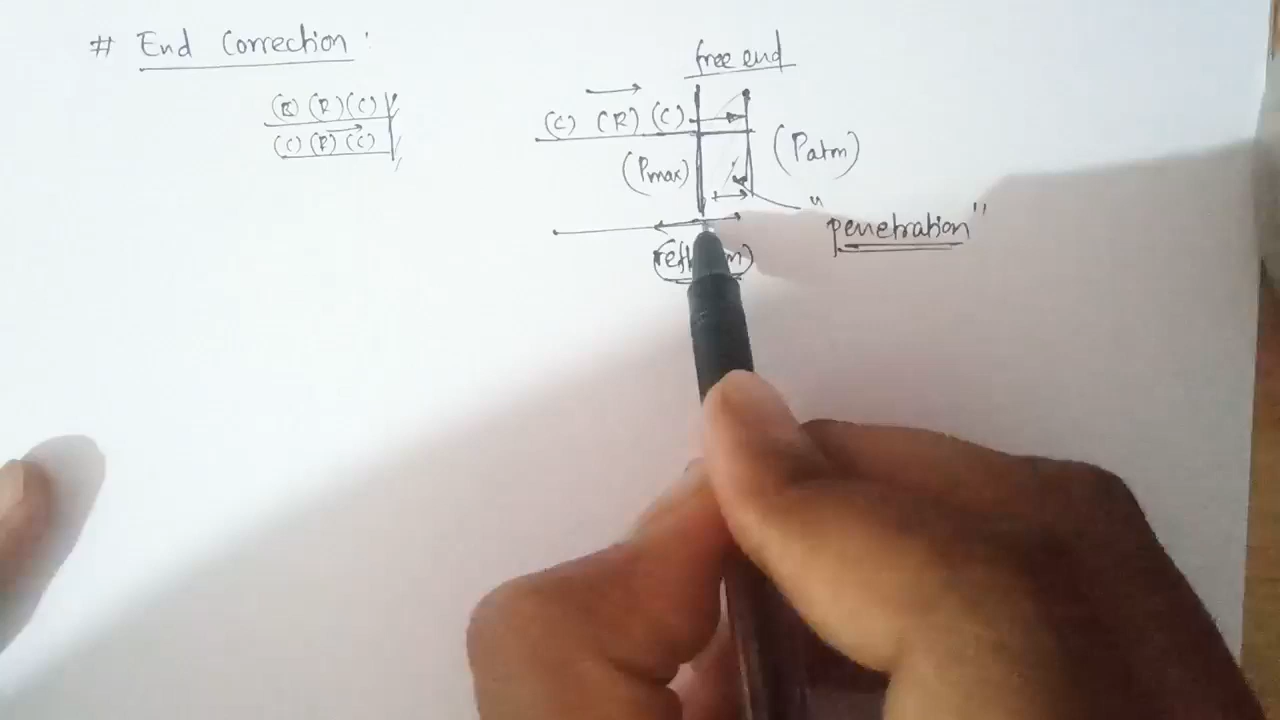 # End Correction :
free end
(R) (R) (C)
(C) (R) (C)
(C) (R) (C)
(Pmax)
(Patm)
"penetration"